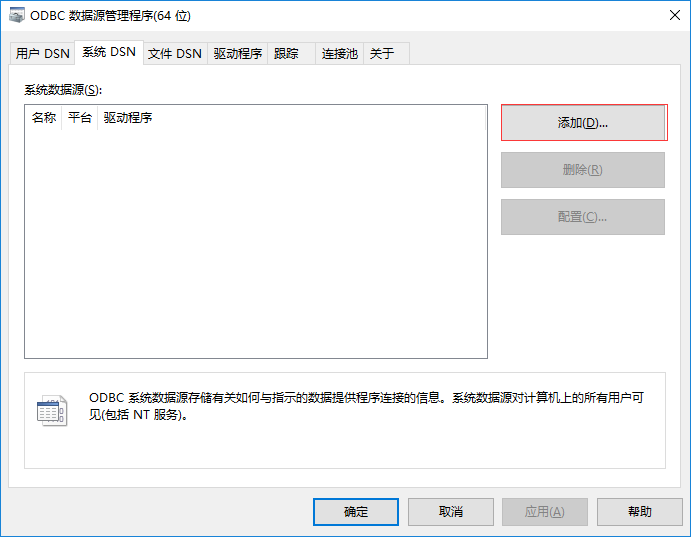 ODBC 数据源管理程序(64 位)
用户 DSN 系统 DSN 文件 DSN 驱动程序 跟踪 连接池 关于
系统数据源(S):
名称 平台 驱动程序
添加(D)...
删除(R)
配置(C)...
ODBC 系统数据源存储有关如何与指示的数据提供程序连接的信息。系统数据源对计算机上的所有用户可
见(包括 NT 服务)。
确定 取消 应用(A) 帮助